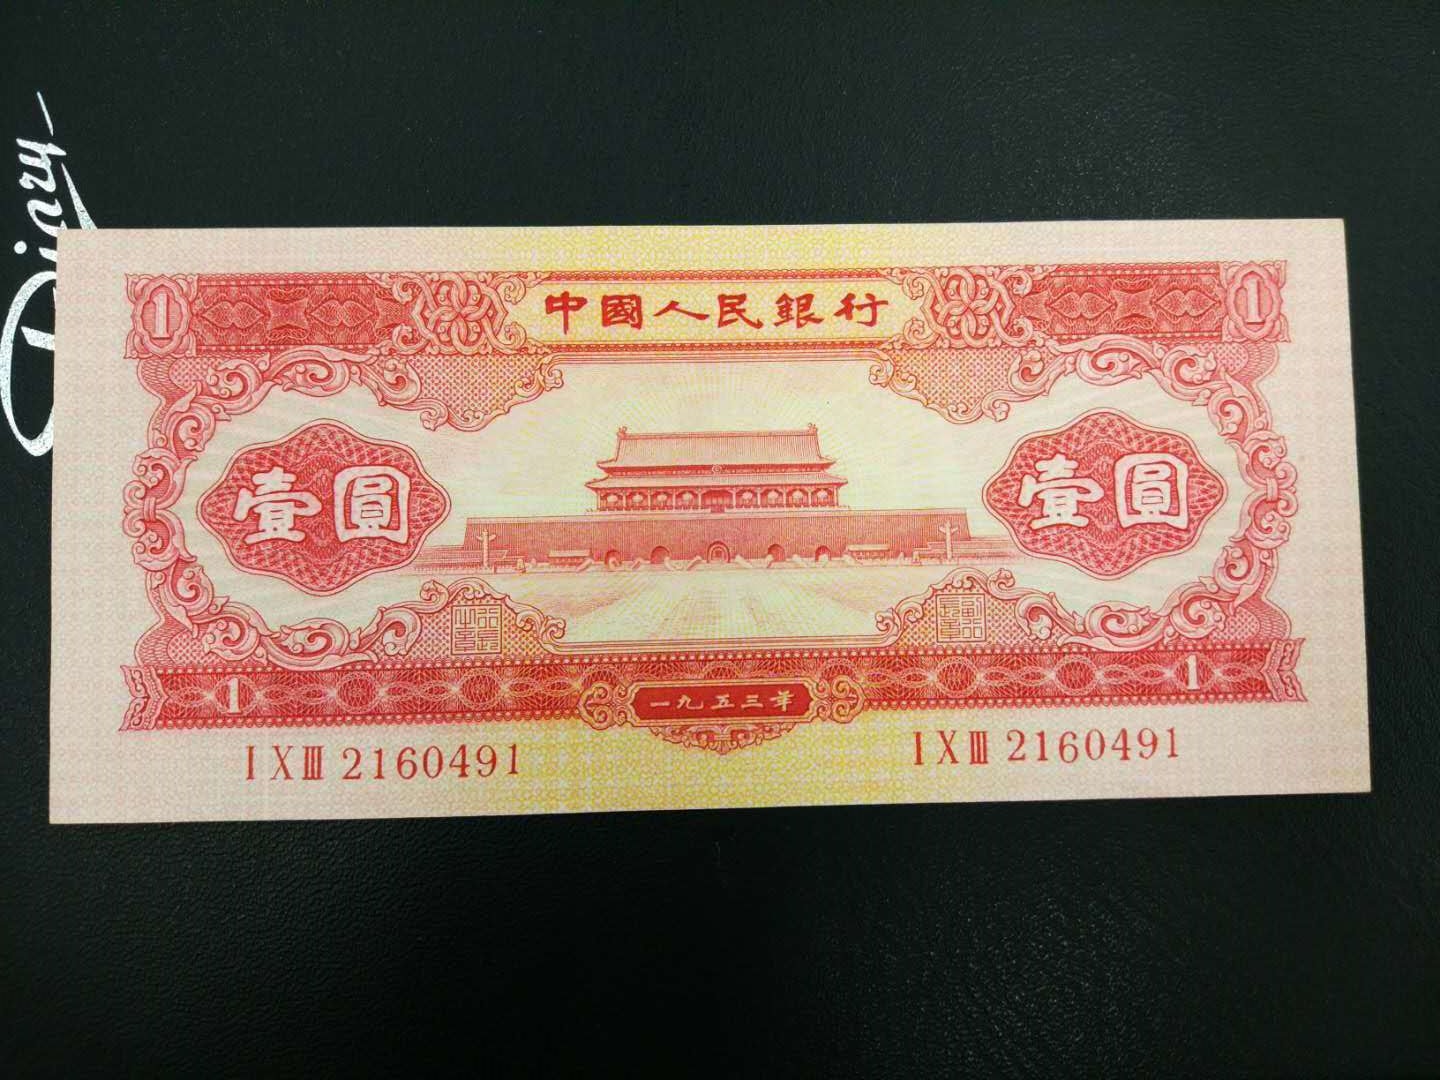 Diary
中國人民銀行
1 1
壹圓 壹圓
1 1
一九五三年
I X III 2160491 I X III 2160491